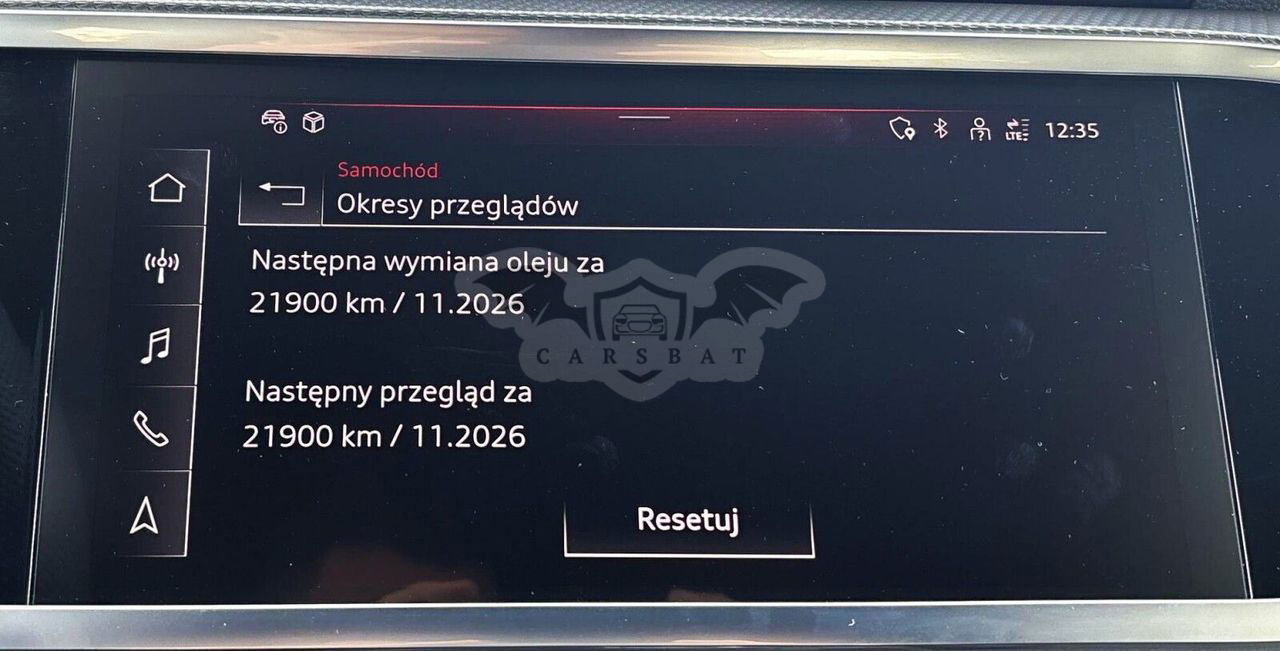 LTE 12:35
Samochód
Okresy przeglądów
Następna wymiana oleju za
21900 km / 11.2026
CARSBAT
Następny przegląd za
21900 km / 11.2026
Resetuj